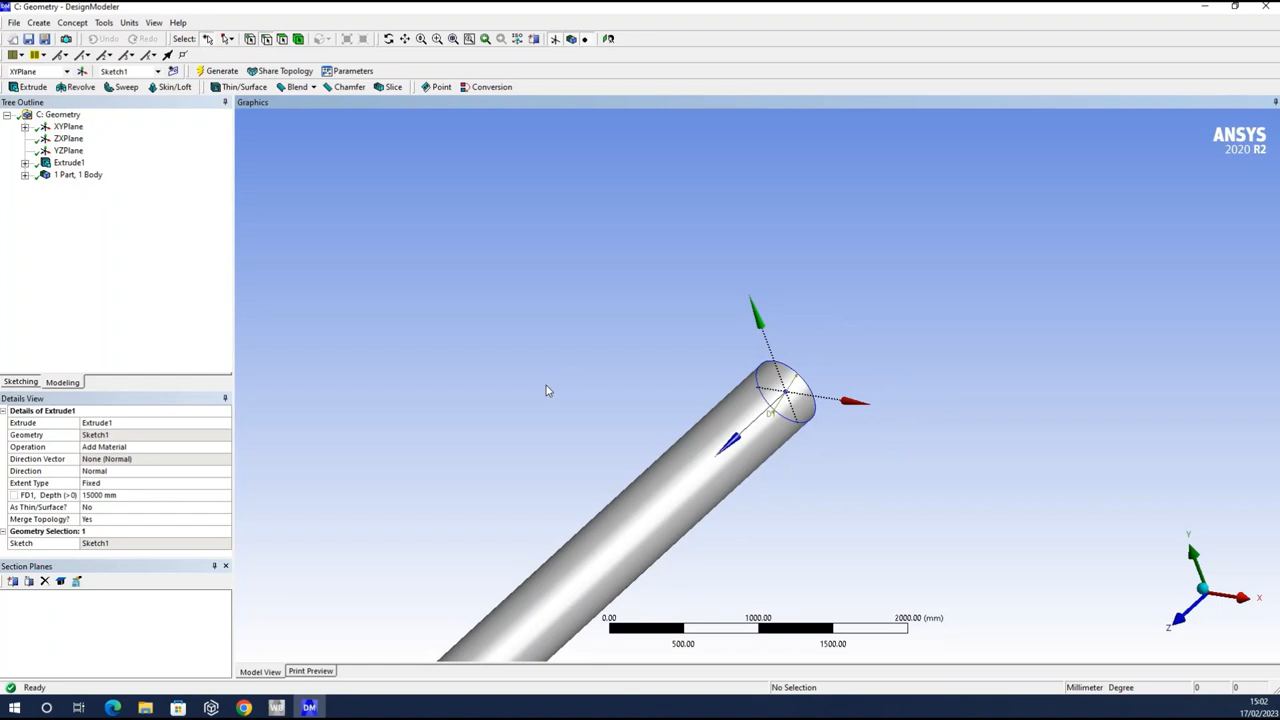 C: Geometry - DesignModeler
File Create Concept Tools Units View Help
Undo Redo Select:
XYPlane Sketch1 Generate Share Topology Parameters
Extrude Revolve Sweep Skin/Loft Thin/Surface Blend Chamfer Slice Point Conversion
Tree Outline
Graphics
C: Geometry
XYPlane
ZXPlane
YZPlane
Extrude1
1 Part, 1 Body
ANSYS
2020 R2
Sketching Modeling
Details View
Details of Extrude1
Extrude Extrude1
Geometry Sketch1
Operation Add Material
Direction Vector None (Normal)
Direction Normal
Extent Type Fixed
FD1, Depth (>0) 15000 mm
As Thin/Surface? No
Merge Topology? Yes
Geometry Selection: 1
Sketch Sketch1
Section Planes
0.00 1000.00 2000.00 (mm)
500.00 1500.00
Y
X
Z
Model View Print Preview
Ready No Selection Millimeter Degree 0 0
WP DM
15:02
17/02/2023